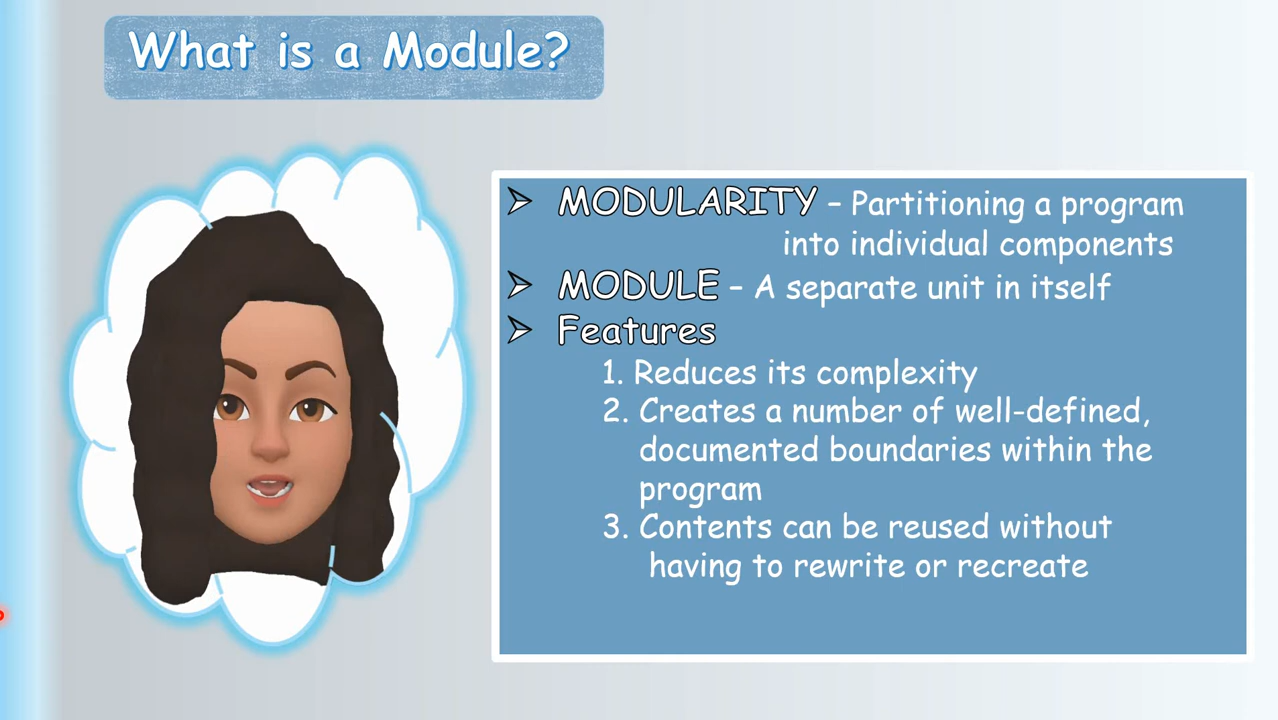 What is a Module?
➢ MODULARITY – Partitioning a program
into individual components
➢ MODULE – A separate unit in itself
➢ Features
1. Reduces its complexity
2. Creates a number of well-defined,
documented boundaries within the
program
3. Contents can be reused without
having to rewrite or recreate